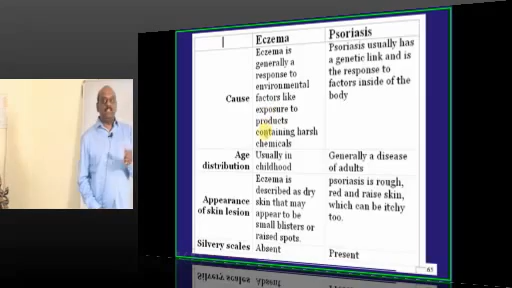 Eczema
Psoriasis
Cause
Eczema is
generally a
response to
environmental
factors like
exposure to
products
containing harsh
chemicals
Psoriasis usually has
a genetic link and is
the response to
factors inside of the
body
Age
distribution
Usually in
childhood
Generally a disease
of adults
Appearance
of skin lesion
Eczema is
described as dry
skin that may
appear to be
small blisters or
raised spots.
psoriasis is rough,
red and raise skin,
which can be itchy
too.
Silvery scales
Absent
Present
65